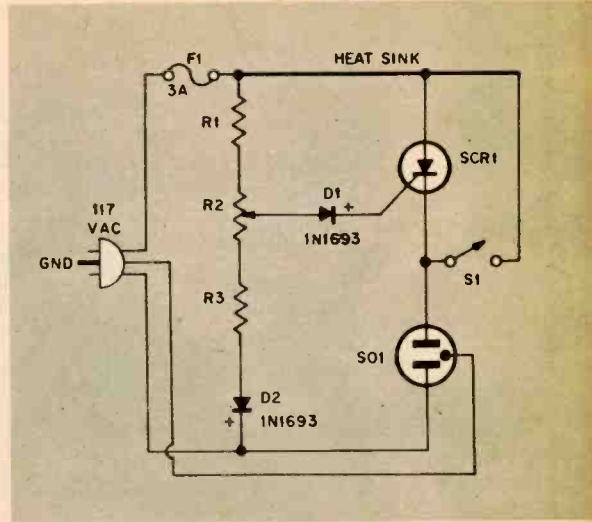 F1
3A
HEAT SINK
R1
SCR1
D1
+
R2
1N1693
117
VAC
GND
S1
R3
SO1
D2
+
1N1693